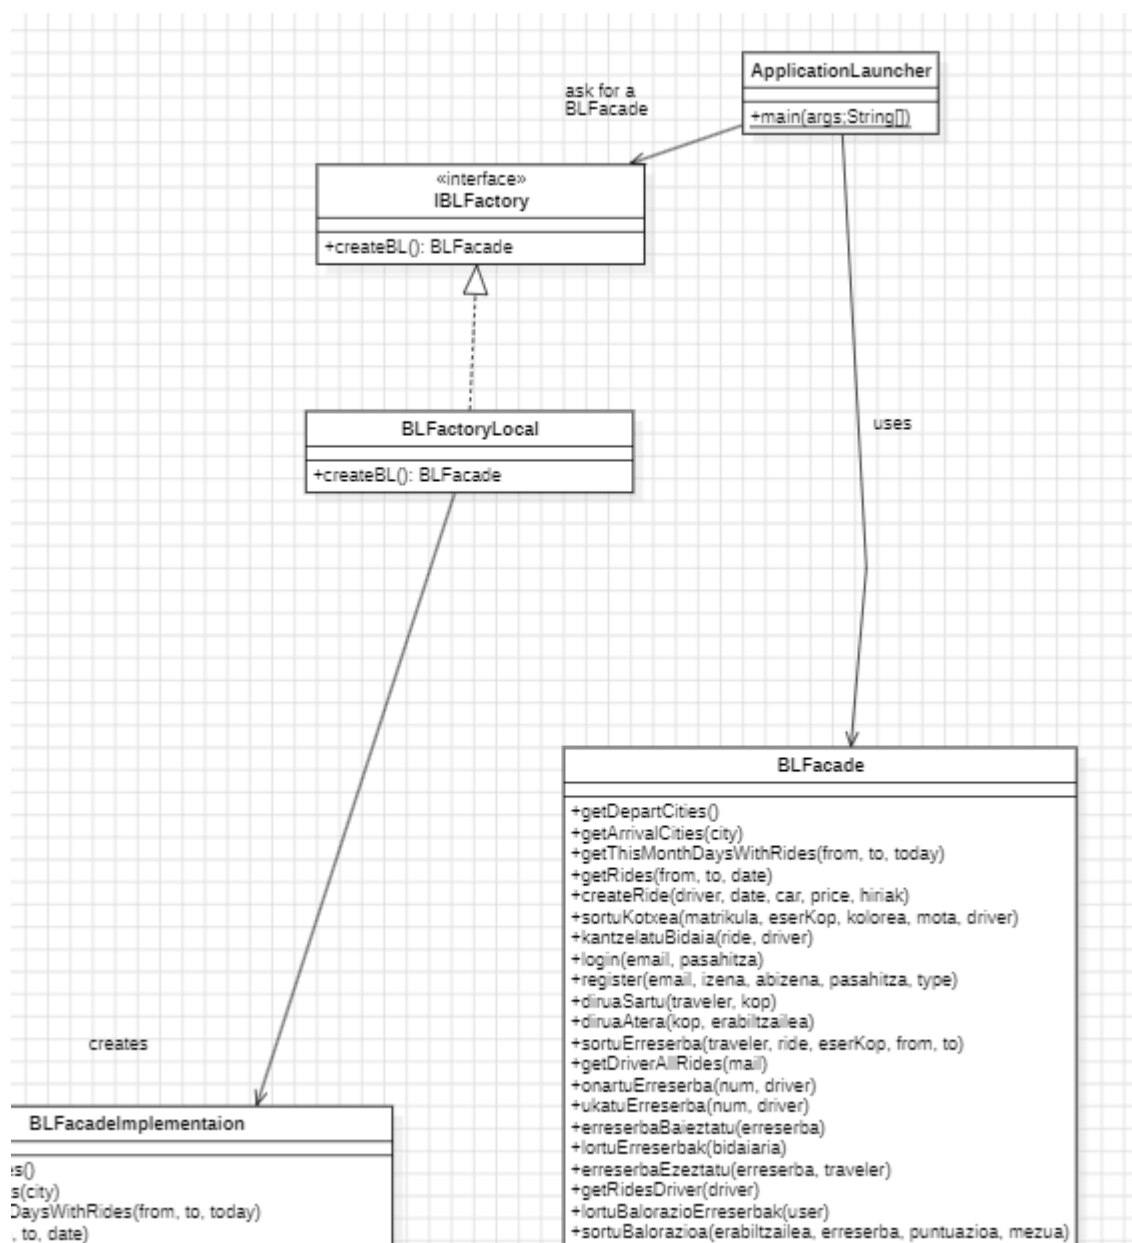 ApplicationLauncher
+main(args;String[])
ask for a
BLFacade
«interface»
IBLFactory
+createBL(): BLFacade
BLFactoryLocal
+createBL(): BLFacade
uses
creates
BLFacade
+getDepartCities()
+getArrivalCities(city)
+getThisMonthDaysWithRides(from, to, today)
+getRides(from, to, date)
+createRide(driver, date, car, price, hiriak)
+sortuKotxea(matrikula, eserKop, kolorea, mota, driver)
+kantzelatuBidaia(ride, driver)
+login(email, pasahitza)
+register(email, izena, abizena, pasahitza, type)
+diruaSartu(traveler, kop)
+diruaAtera(kop, erabiltzailea)
+sortuErreserba(traveler, ride, eserKop, from, to)
+getDriverAllRides(mail)
+onartuErreserba(num, driver)
+ukatuErreserba(num, driver)
+erreserbaBaieztatu(erreserba)
+lortuErreserbak(bidaiaria)
+erreserbaEzeztatu(erreserba, traveler)
+getRidesDriver(driver)
+lortuBalorazioErreserbak(user)
+sortuBalorazioa(erabiltzailea, erreserba, puntuazioa, mezua)
BLFacadeImplementaion
es()
s(city)
DaysWithRides(from, to, today)
, to, date)